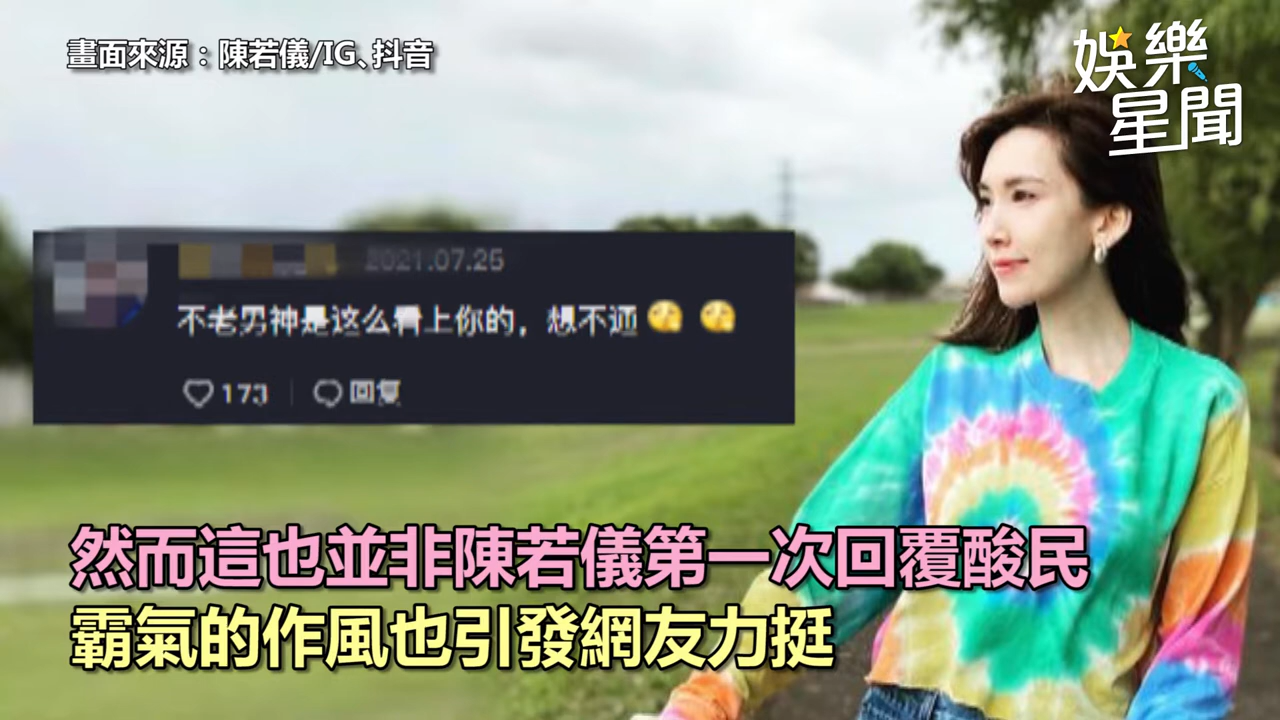 畫面來源：陳若儀/IG、抖音
娛樂
星聞
2021.07.25
不老男神是这么看上你的，想不通
173 回复
然而這也並非陳若儀第一次回覆酸民
霸氣的作風也引發網友力挺